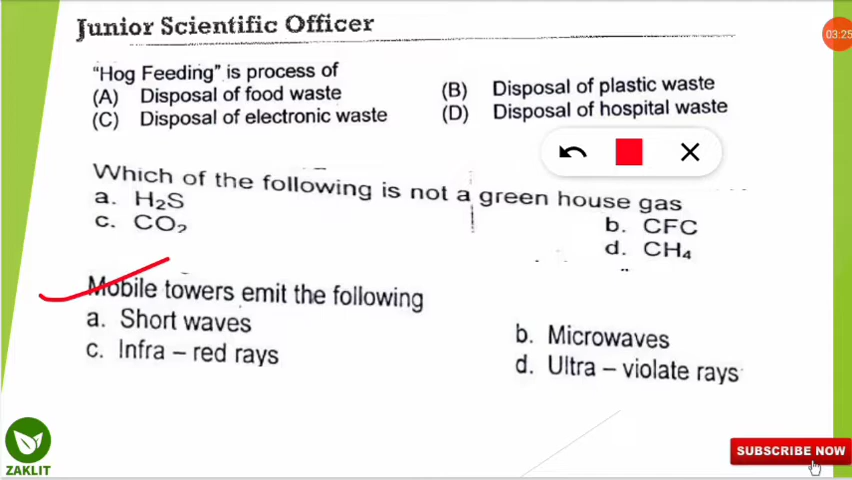 Junior Scientific Officer
03:25
“Hog Feeding” is process of
(A) Disposal of food waste
(B) Disposal of plastic waste
(C) Disposal of electronic waste
(D) Disposal of hospital waste
Which of the following is not a green house gas
a. H₂S
b. CFC
c. CO₂
d. CH₄
Mobile towers emit the following
a. Short waves
b. Microwaves
c. Infra – red rays
d. Ultra – violate rays
ZAKLIT
SUBSCRIBE NOW